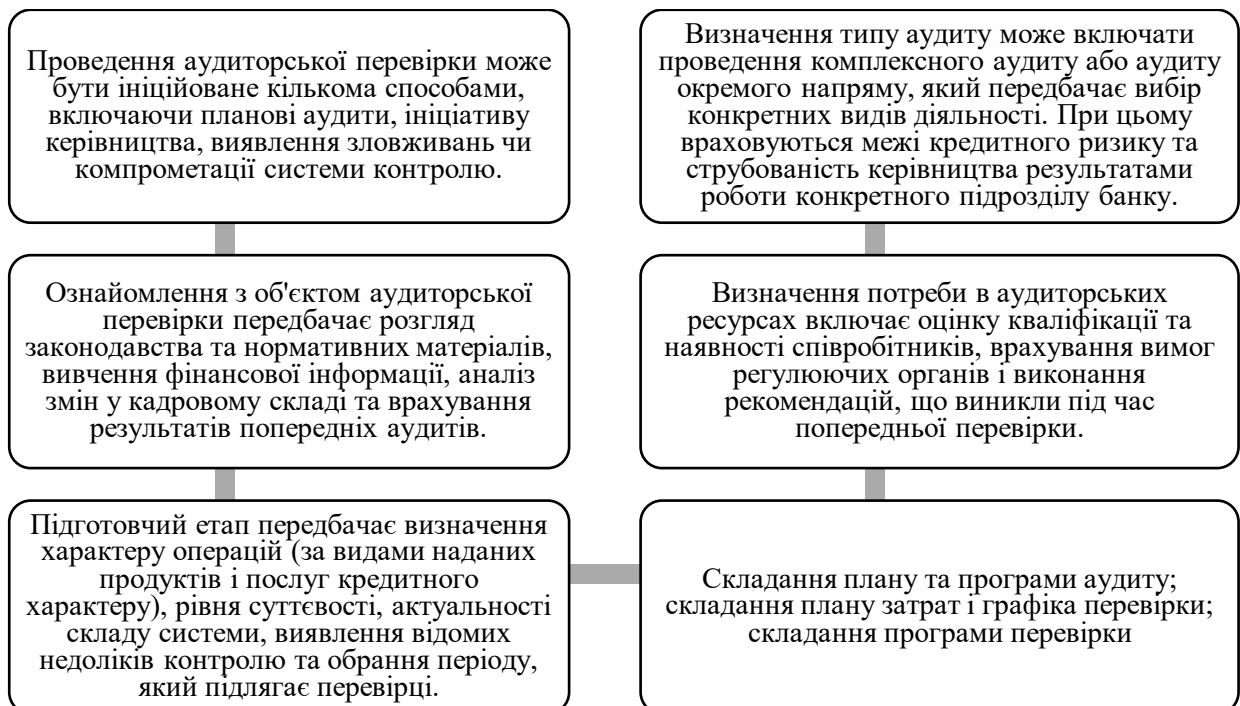 Проведення аудиторської перевірки може
бути ініційоване кількома способами,
включаючи планові аудити, ініціативу
керівництва, виявлення зловживань чи
компрометації системи контролю.
Ознайомлення з об'єктом аудиторської
перевірки передбачає розгляд
законодавства та нормативних матеріалів,
вивчення фінансової інформації, аналіз
змін у кадровому складі та врахування
результатів попередніх аудитів.
Підготовчий етап передбачає визначення
характеру операцій (за видами наданих
продуктів і послуг кредитного
характеру), рівня суттєвості, актуальності
складу системи, виявлення відомих
недоліків контролю та обрання періоду,
який підлягає перевірці.
Складання плану та програми аудиту;
складання плану затрат і графіка перевірки;
складання програми перевірки
Визначення потреби в аудиторських
ресурсах включає оцінку кваліфікації та
наявності співробітників, врахування вимог
регулюючих органів і виконання
рекомендацій, що виникли під час
попередньої перевірки.
Визначення типу аудиту може включати
проведення комплексного аудиту або аудиту
окремого напряму, який передбачає вибір
конкретних видів діяльності. При цьому
враховуються межі кредитного ризику та
струбованість керівництва результатами
роботи конкретного підрозділу банку.